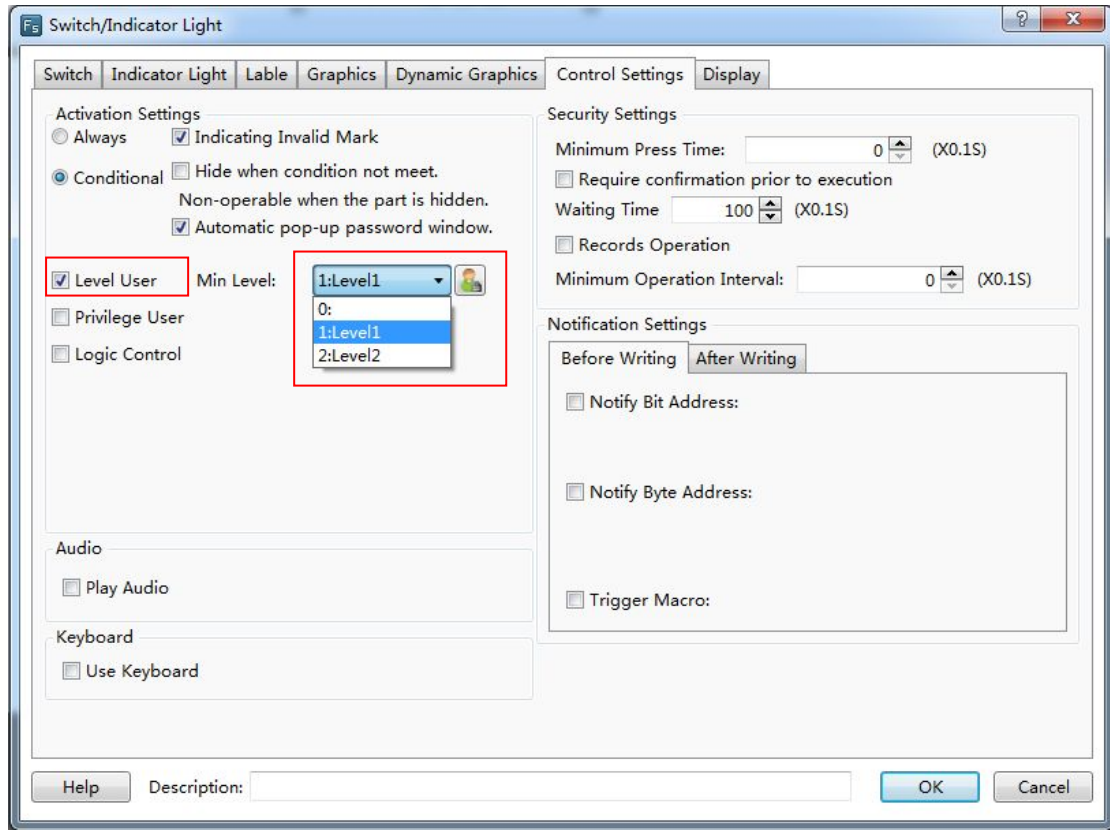 Fs Switch/Indicator Light
Switch Indicator Light Lable Graphics Dynamic Graphics Control Settings Display
Activation Settings
Always Indicating Invalid Mark
Conditional Hide when condition not meet.
Non-operable when the part is hidden.
Automatic pop-up password window.
Level User Min Level: 1:Level1
0:
1:Level1
2:Level2
Privilege User
Logic Control
Audio
Play Audio
Keyboard
Use Keyboard
Security Settings
Minimum Press Time: 0 (X0.1S)
Require confirmation prior to execution
Waiting Time 100 (X0.1S)
Records Operation
Minimum Operation Interval: 0 (X0.1S)
Notification Settings
Before Writing After Writing
Notify Bit Address:
Notify Byte Address:
Trigger Macro:
Help Description: OK Cancel